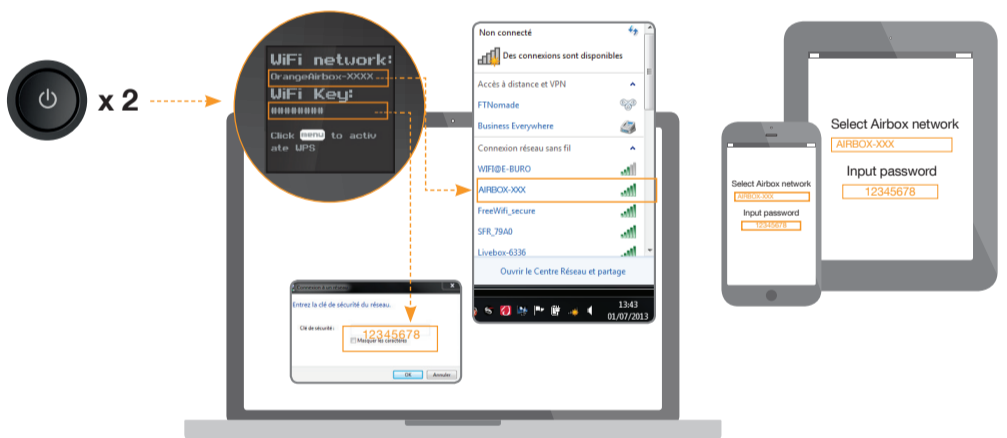 x 2
WiFi network:
OrangeAirbox-XXXX
WiFi Key:
########
Click menu to activ
ate WPS
Non connecté
Des connexions sont disponibles
Accès à distance et VPN
FTNomade
Business Everywhere
Connexion réseau sans fil
WIFI@E-BURO
AIRBOX-XXX
FreeWifi_secure
SFR_79A0
Livebox-6336
Ouvrir le Centre Réseau et partage
13:43
01/07/2013
Connexion à un réseau
Entrez la clé de sécurité du réseau.
Clé de sécurité :
12345678
Masquer les caractères
OK
Annuler
Select Airbox network
AIRBOX-XXX
Input password
12345678
Select Airbox network
AIRBOX-XXX
Input password
12345678